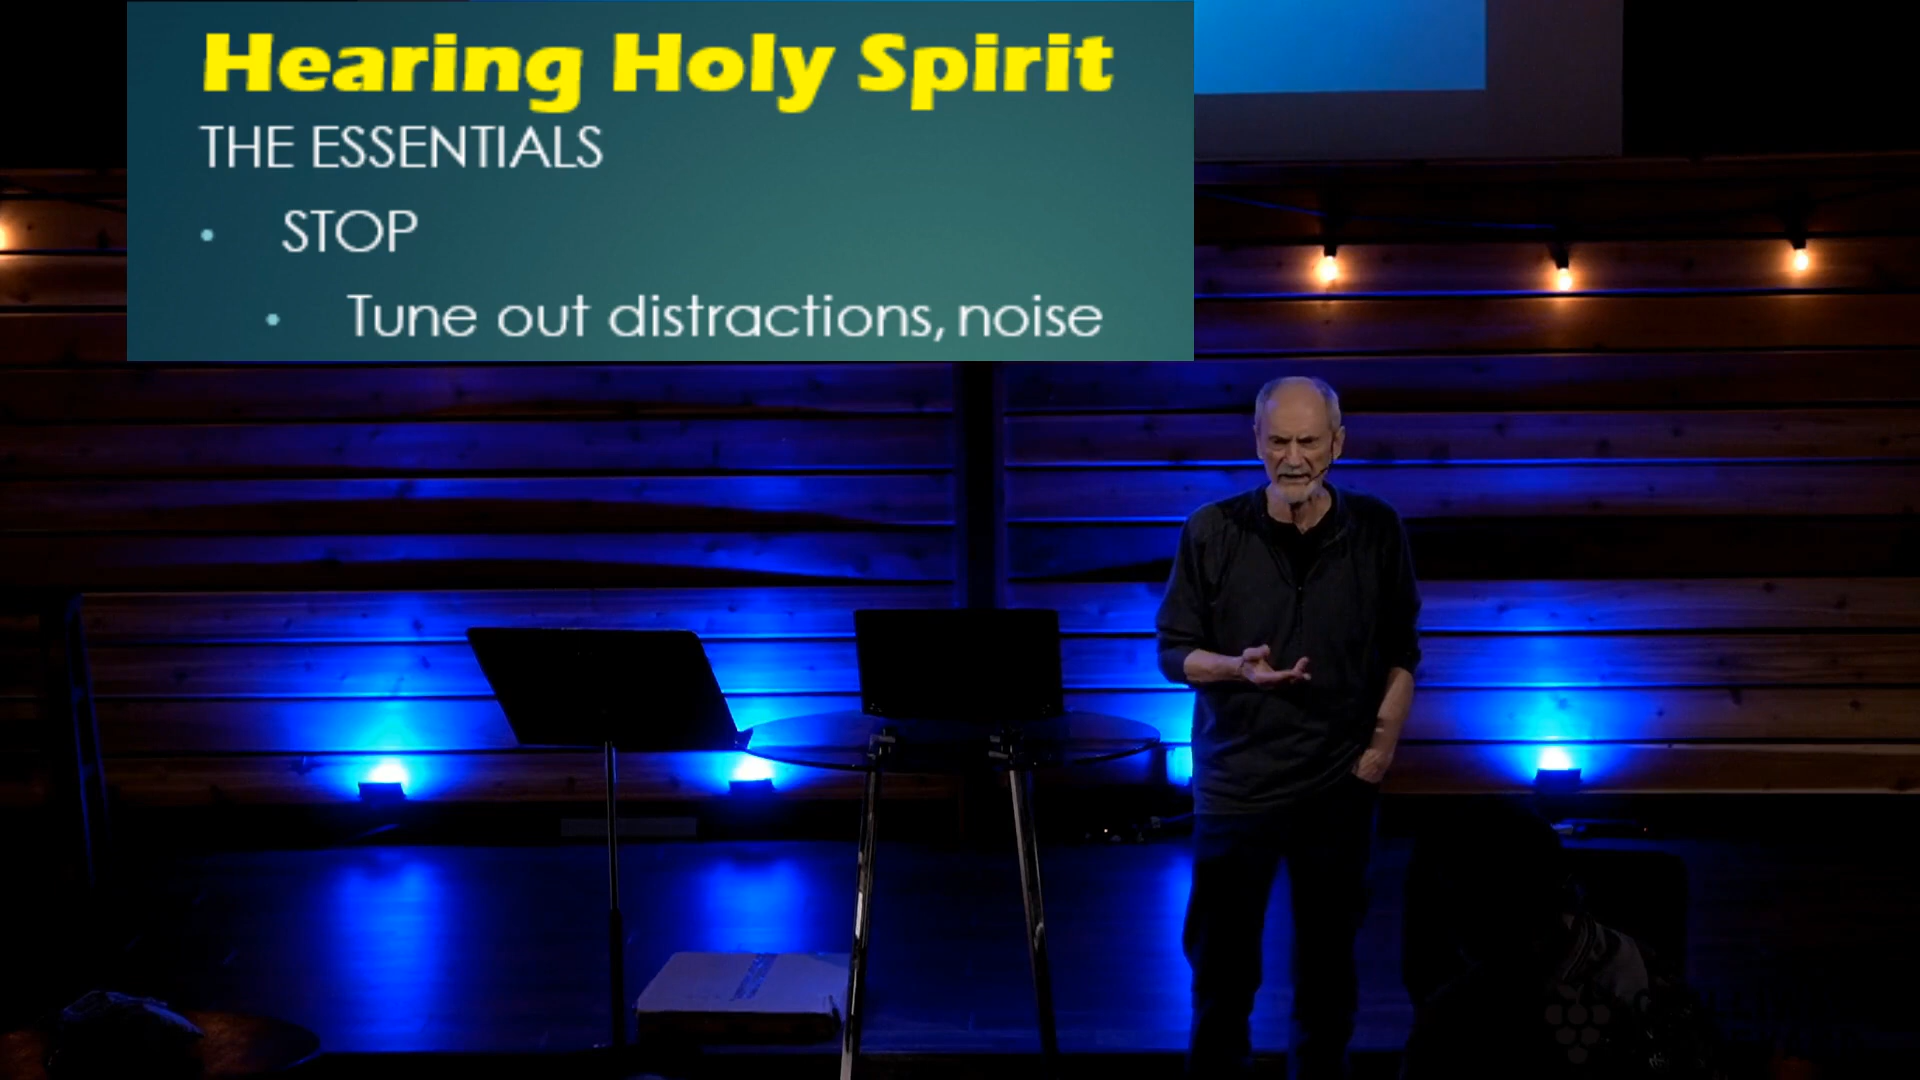 Hearing Holy Spirit
THE ESSENTIALS
• STOP
• Tune out distractions, noise